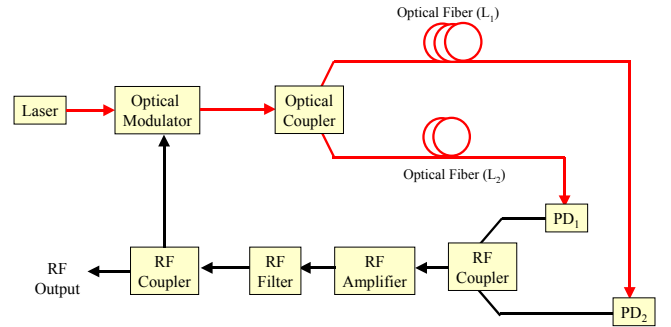 Optical Fiber (L₁)
Laser
Optical
Modulator
Optical
Coupler
Optical Fiber (L₂)
PD₁
RF
Output
RF
Coupler
RF
Filter
RF
Amplifier
RF
Coupler
PD₂